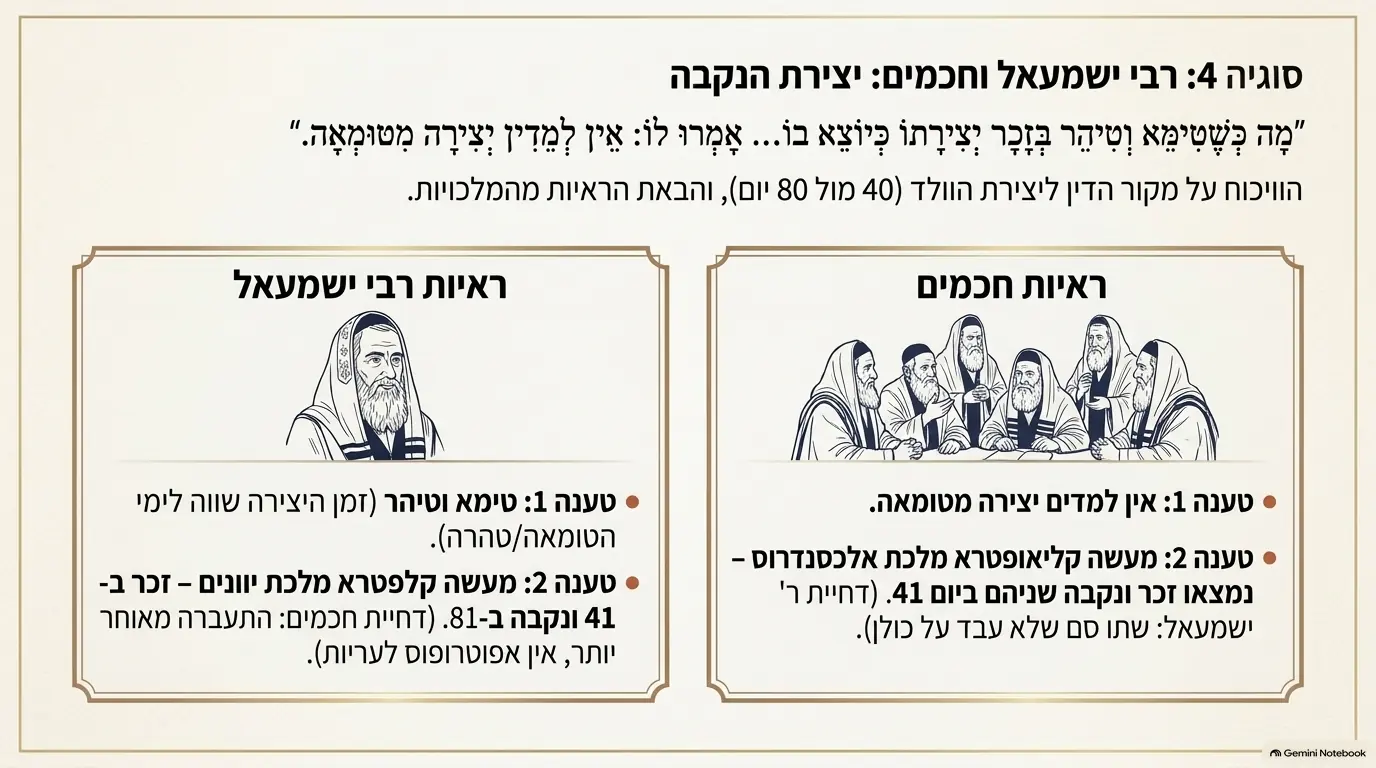 סוגיה 4: רבי ישמעאל וחכמים: יצירת הנקבה
"מָה כְּשֶׁטִימֵּא וְטִיהֵר בְּזָכָר יְצִירָתוֹ כְּיוֹצֵא בוֹ... אָמְרוּ לוֹ: אֵין לְמֵדִין יְצִירָה מִטּוּמְאָה."
הוויכוח על מקור הדין ליצירת הוולד (40 מול 80 יום), והבאת הראיות מהמלכויות.
ראיות חכמים
• טענה 1: אין למדים יצירה מטומאה.
• טענה 2: מעשה קליאופטרא מלכת אלכסנדרוס –
נמצאו זכר ונקבה שניהם ביום 41. (דחיית ר'
ישמעאל: שתו סם שלא עבד על כולן).
ראיות רבי ישמעאל
• טענה 1: טימא וטיהר (זמן היצירה שווה לימי
הטומאה/טהרה).
• טענה 2: מעשה קלפטרא מלכת יוונים – זכר ב-
41 ונקבה ב-81. (דחיית חכמים: התעברה מאוחר
יותר, אין אפוטרופוס לעריות).
Gemini Notebook